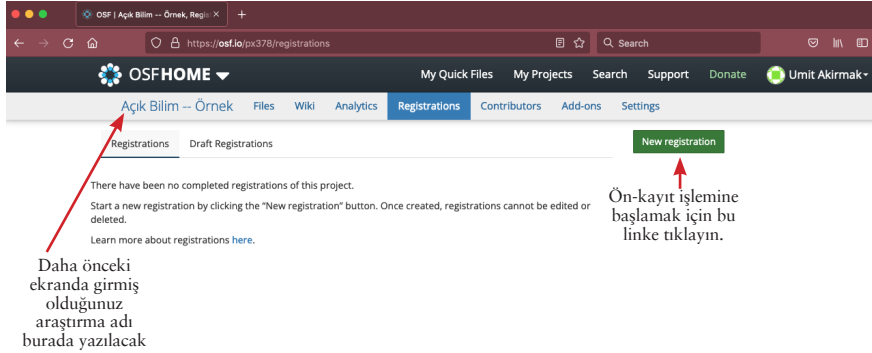 OSF | Açık Bilim -- Örnek, Regis
https://osf.io/px378/registrations
Search
OSFHOME
My Quick Files
My Projects
Search
Support
Donate
Umit Akirmak
Açık Bilim -- Örnek
Files
Wiki
Analytics
Registrations
Contributors
Add-ons
Settings
Registrations
Draft Registrations
New registration
There have been no completed registrations of this project.
Start a new registration by clicking the “New registration” button. Once created, registrations cannot be edited or
deleted.
Learn more about registrations here.
Ön-kayıt işlemine
başlamak için bu
linke tıklayın.
Daha önceki
ekranda girmiş
olduğunuz
araştırma adı
burada yazılacak